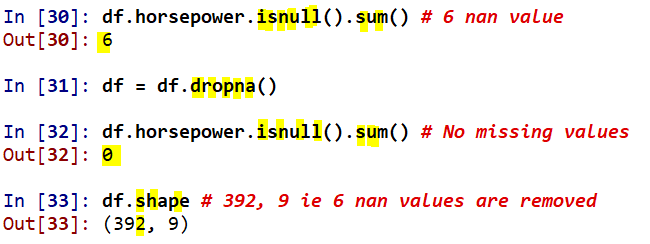 In [30]: df.horsepower.isnull().sum() # 6 nan value
Out[30]: 6
In [31]: df = df.dropna()
In [32]: df.horsepower.isnull().sum() # No missing values
Out[32]: 0
In [33]: df.shape # 392, 9 ie 6 nan values are removed
Out[33]: (392, 9)